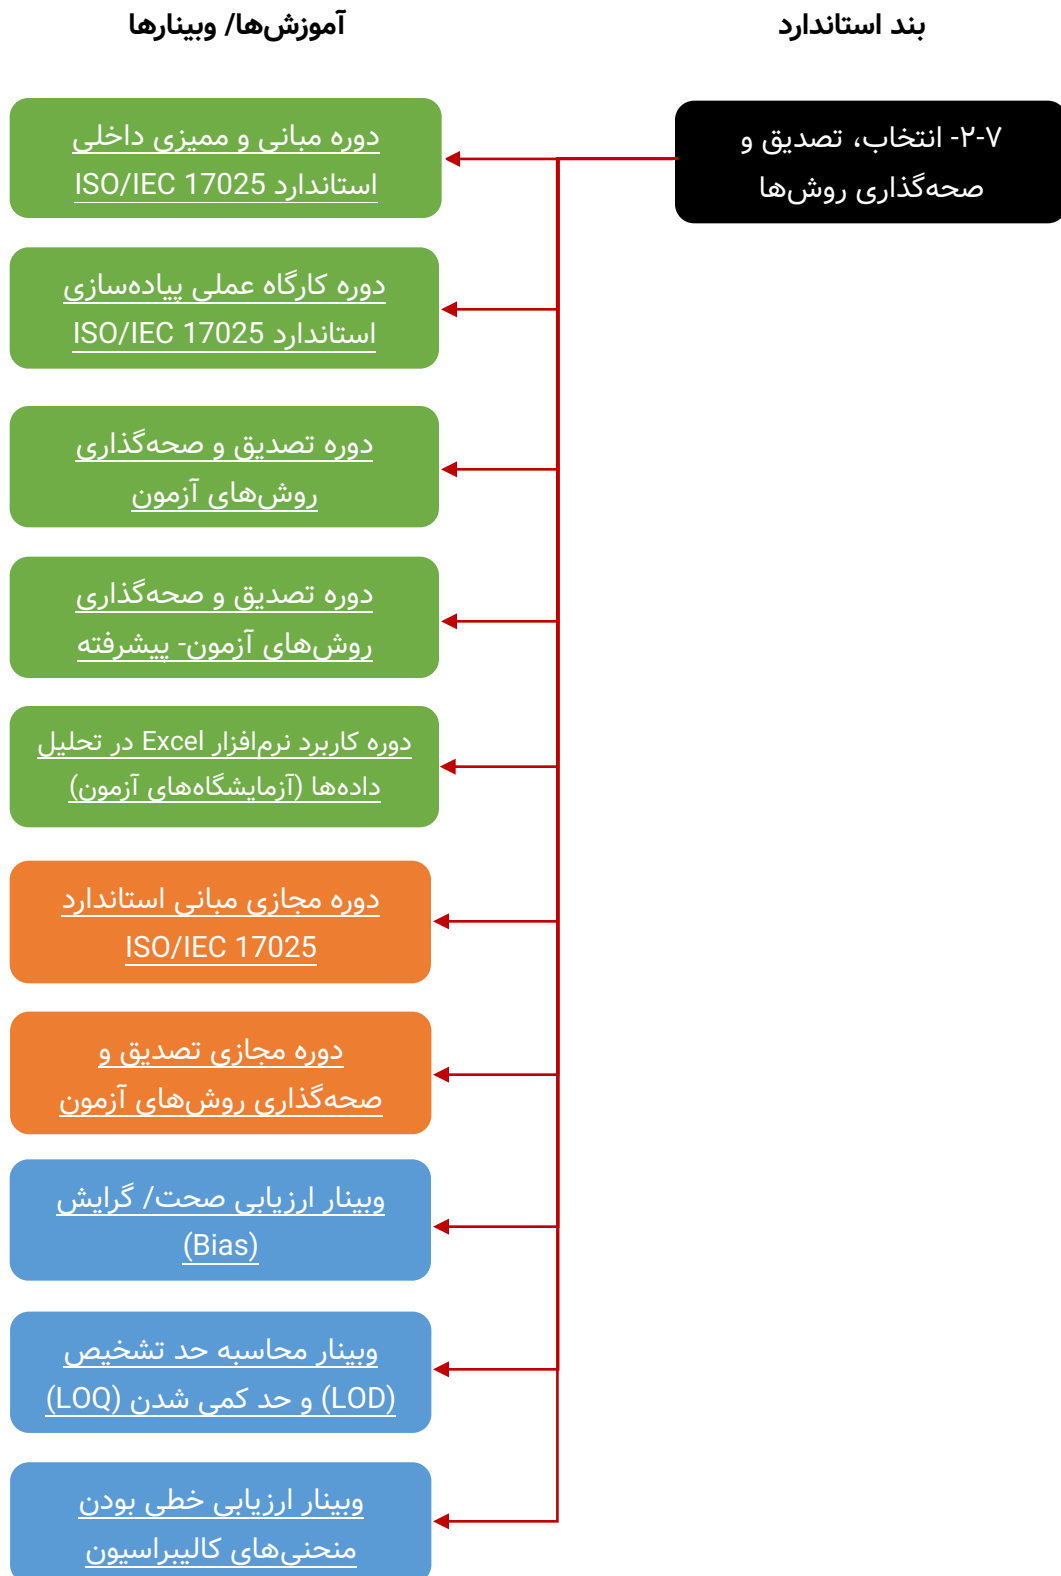 بند استاندارد
آموزش‌ها/ وبینارها
۷-۲- انتخاب، تصدیق و
صحه‌گذاری روش‌ها
دوره مبانی و ممیزی داخلی
استاندارد ISO/IEC 17025
دوره کارگاه عملی پیاده‌سازی
استاندارد ISO/IEC 17025
دوره تصدیق و صحه‌گذاری
روش‌های آزمون
دوره تصدیق و صحه‌گذاری
روش‌های آزمون- پیشرفته
دوره کاربرد نرم‌افزار Excel در تحلیل
داده‌ها (آزمایشگاه‌های آزمون)
دوره مجازی مبانی استاندارد
ISO/IEC 17025
دوره مجازی تصدیق و
صحه‌گذاری روش‌های آزمون
وبینار ارزیابی صحت/ گرایش
(Bias)
وبینار محاسبه حد تشخیص
(LOD) و حد کمی شدن (LOQ)
وبینار ارزیابی خطی بودن
منحنی‌های کالیبراسیون